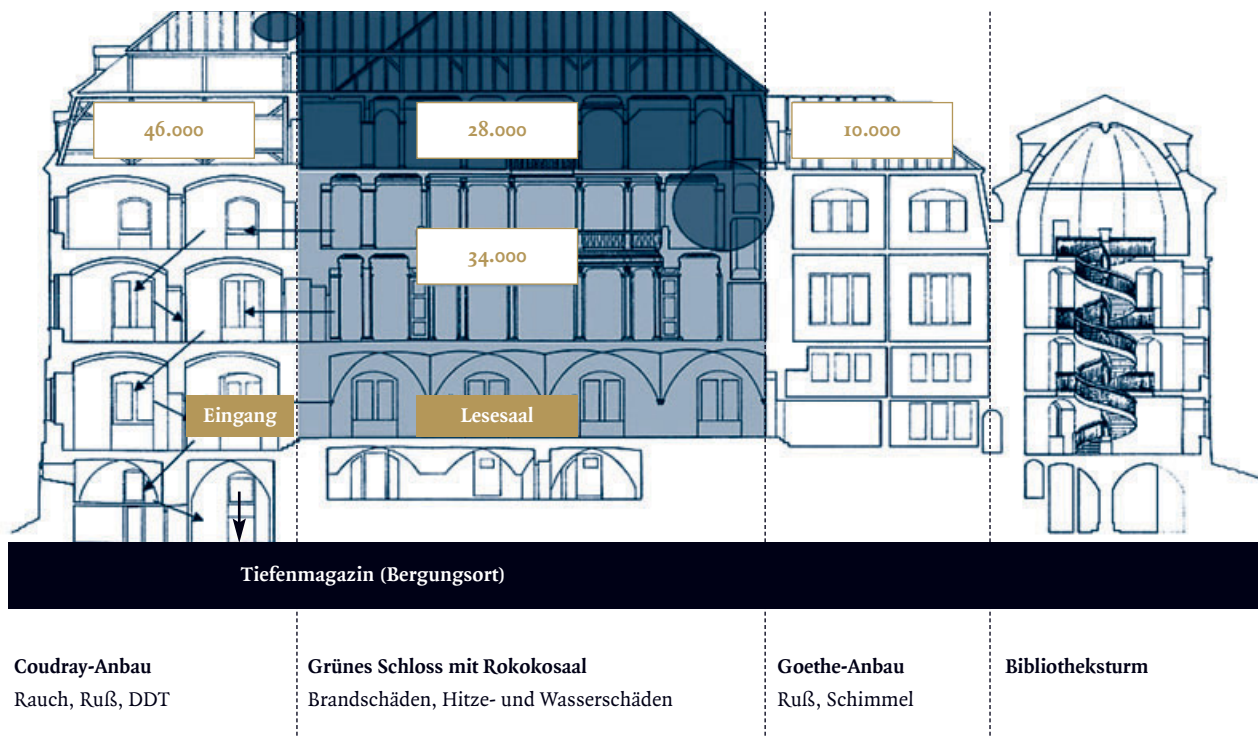 46.000
28.000
10.000
34.000
Eingang
Lesesaal
Tiefenmagazin (Bergungsort)
Coudray-Anbau
Rauch, Ruß, DDT
Grünes Schloss mit Rokokosaal
Brandschäden, Hitze- und Wasserschäden
Goethe-Anbau
Ruß, Schimmel
Bibliotheksturm